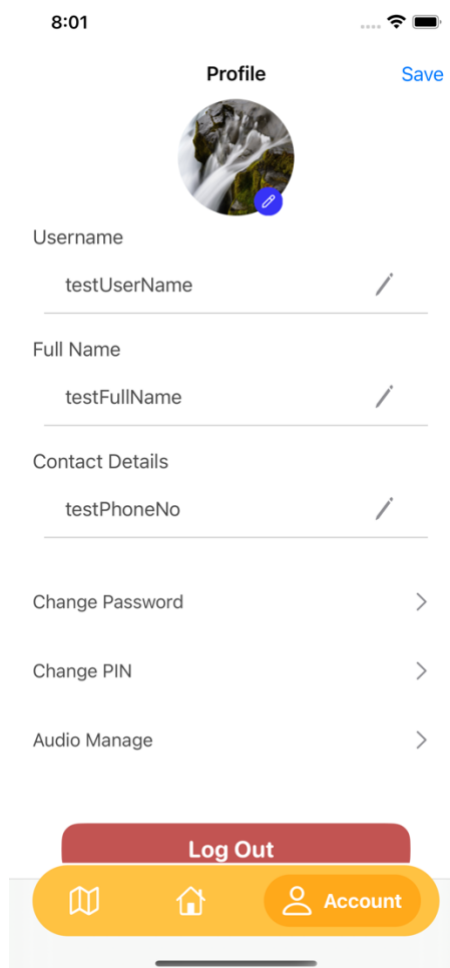 8:01
Profile
Save
Username
testUserName
Full Name
testFullName
Contact Details
testPhoneNo
Change Password
Change PIN
Audio Manage
Log Out
Account